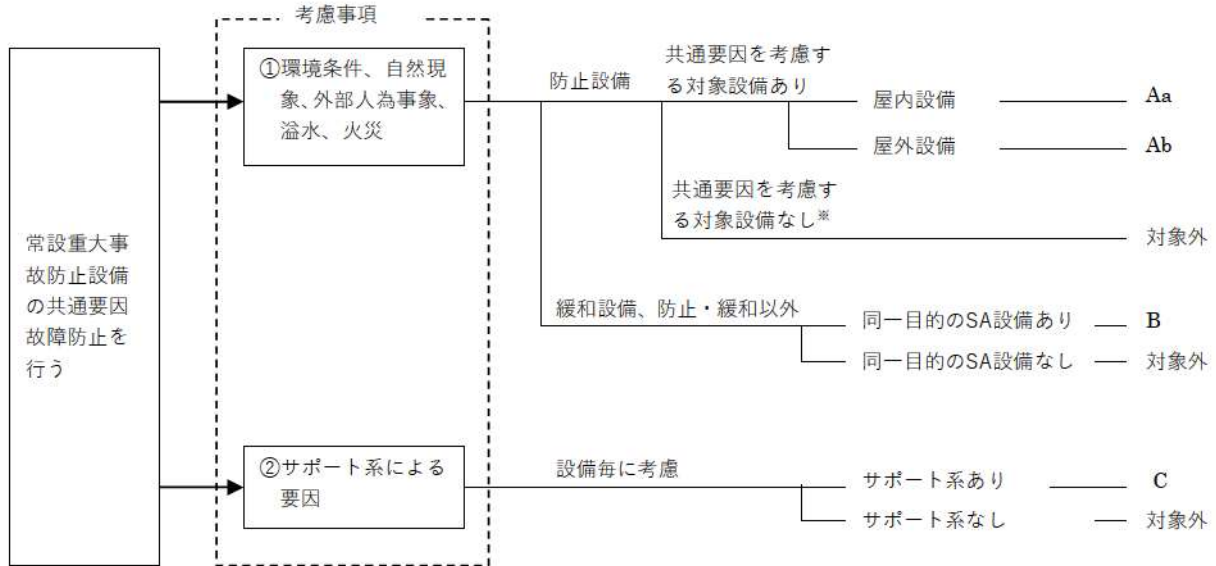 考慮事項
常設重大事
故防止設備
の共通要因
故障防止を
行う
①環境条件、自然現
象、外部人為事象、
溢水、火災
防止設備
共通要因を考慮す
る対象設備あり
屋内設備
Aa
屋外設備
Ab
共通要因を考慮す
る対象設備なし※
対象外
緩和設備、防止・緩和以外
同一目的のSA設備あり
B
同一目的のSA設備なし
対象外
②サポート系による
要因
設備毎に考慮
サポート系あり
C
サポート系なし
対象外